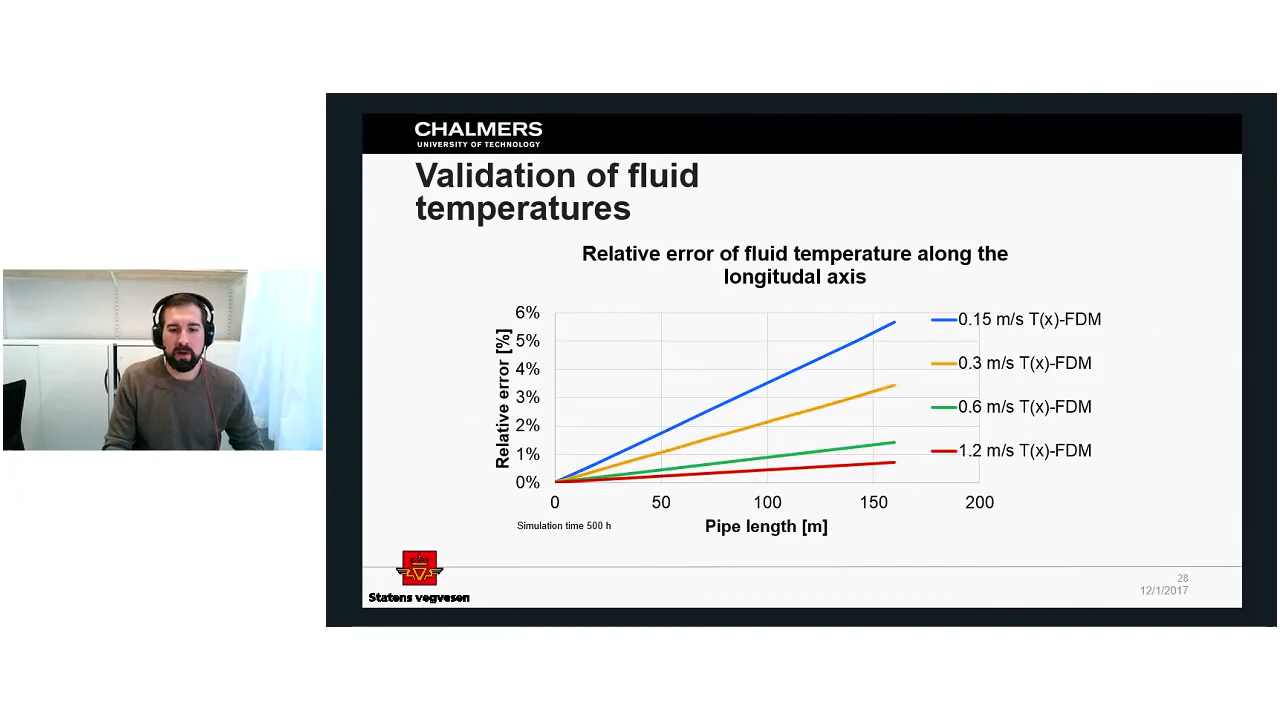 CHALMERS
UNIVERSITY OF TECHNOLOGY
Validation of fluid
temperatures
Relative error of fluid temperature along the
longitudal axis
6%
5%
4%
3%
2%
1%
0%
Relative error [%]
0 50 100 150 200
Pipe length [m]
0.15 m/s T(x)-FDM
0.3 m/s T(x)-FDM
0.6 m/s T(x)-FDM
1.2 m/s T(x)-FDM
Simulation time 500 h
Statens vegvesen
28
12/1/2017